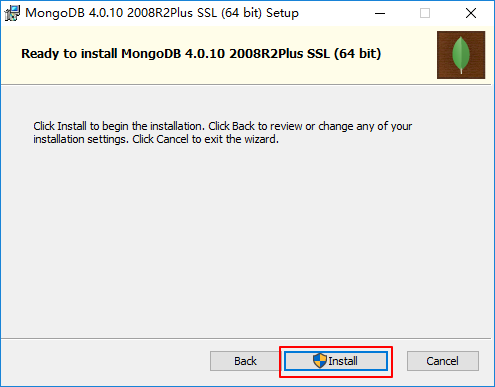 MongoDB 4.0.10 2008R2Plus SSL (64 bit) Setup
Ready to install MongoDB 4.0.10 2008R2Plus SSL (64 bit)
Click Install to begin the installation. Click Back to review or change any of your
installation settings. Click Cancel to exit the wizard.
Back Install Cancel